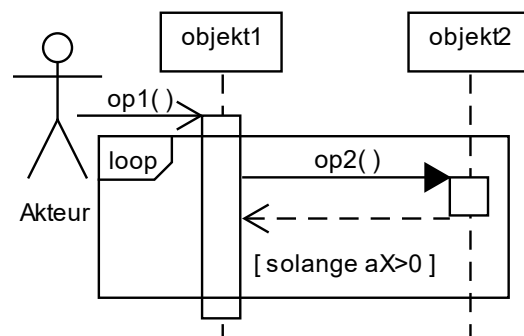 objekt1
objekt2
op1( )
loop
op2( )
Akteur
[ solange aX>0 ]